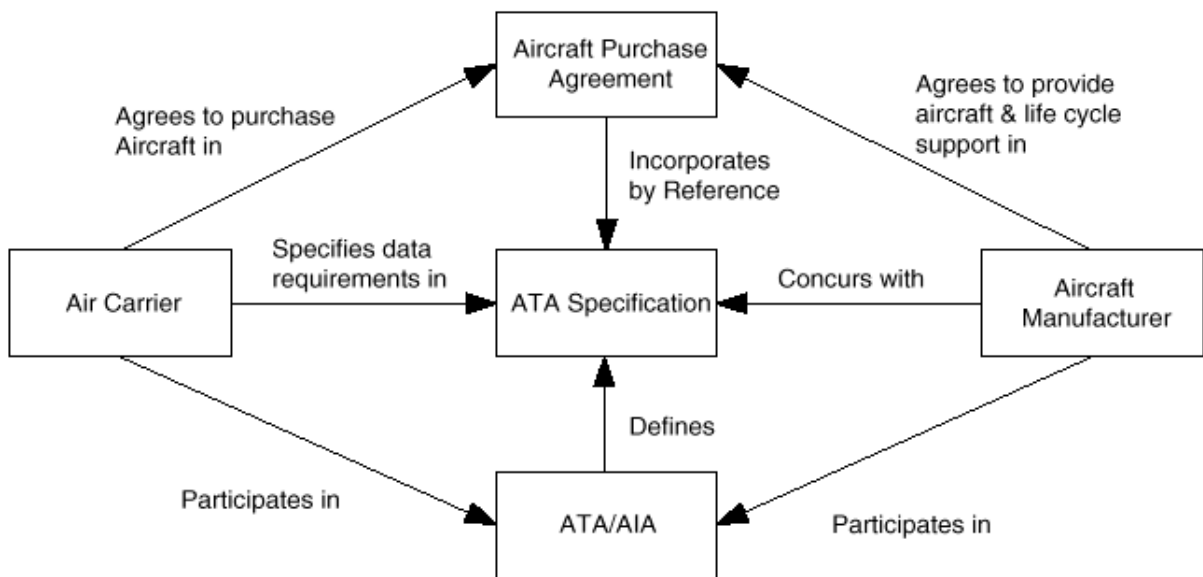 Aircraft Purchase
Agreement
Agrees to purchase
Aircraft in
Agrees to provide
aircraft & life cycle
support in
Incorporates
by Reference
Air Carrier
Specifies data
requirements in
ATA Specification
Concurs with
Aircraft
Manufacturer
Defines
Participates in
ATA/AIA
Participates in